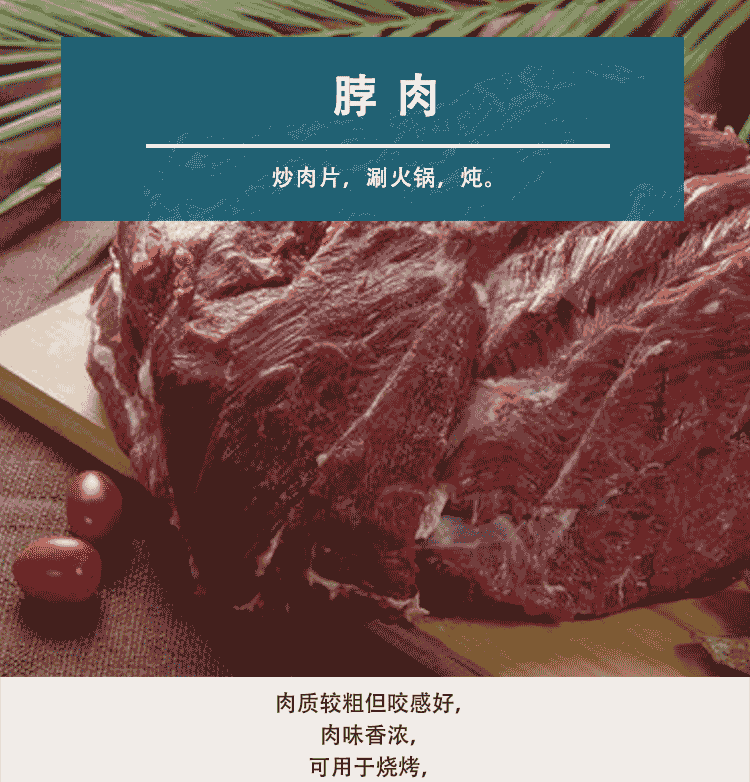 脖肉
炒肉片，涮火锅，炖。
肉质较粗但咬感好，
肉味香浓，
可用于烧烤，